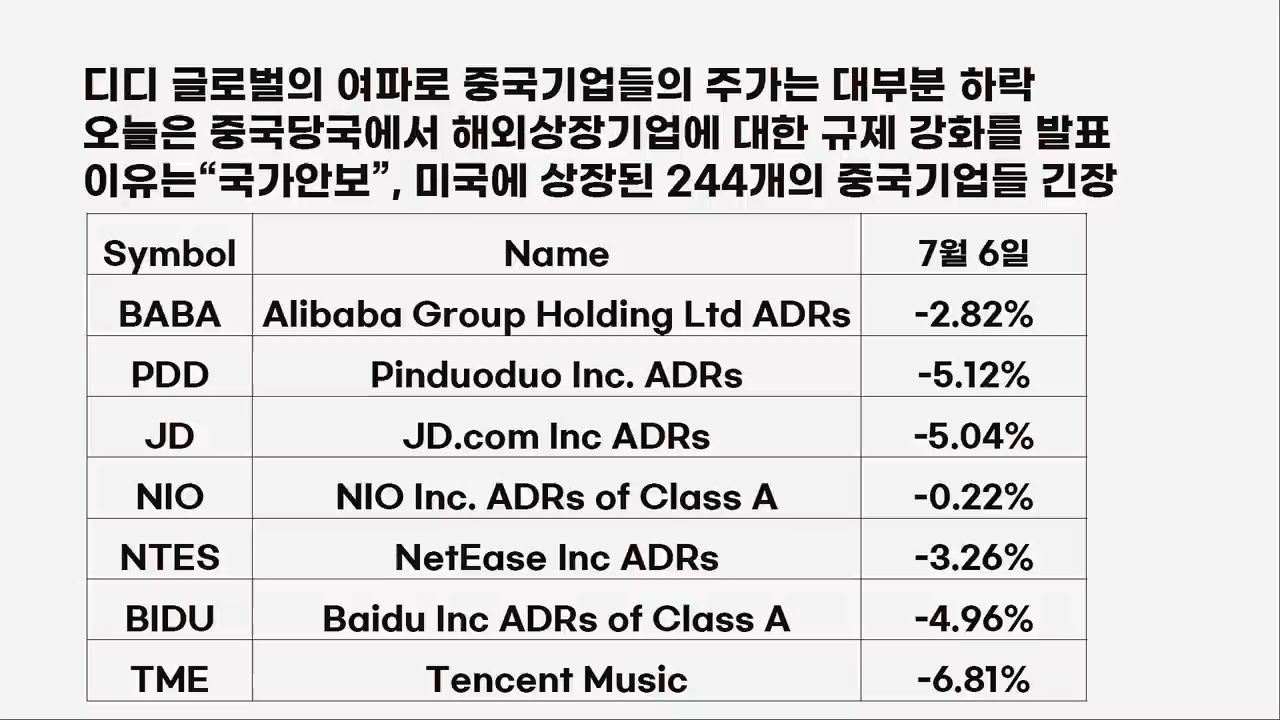 디디 글로벌의 여파로 중국기업들의 주가는 대부분 하락
오늘은 중국당국에서 해외상장기업에 대한 규제 강화를 발표
이유는“국가안보”, 미국에 상장된 244개의 중국기업들 긴장
Symbol Name 7월 6일
BABA Alibaba Group Holding Ltd ADRs -2.82%
PDD Pinduoduo Inc. ADRs -5.12%
JD JD.com Inc ADRs -5.04%
NIO NIO Inc. ADRs of Class A -0.22%
NTES NetEase Inc ADRs -3.26%
BIDU Baidu Inc ADRs of Class A -4.96%
TME Tencent Music -6.81%